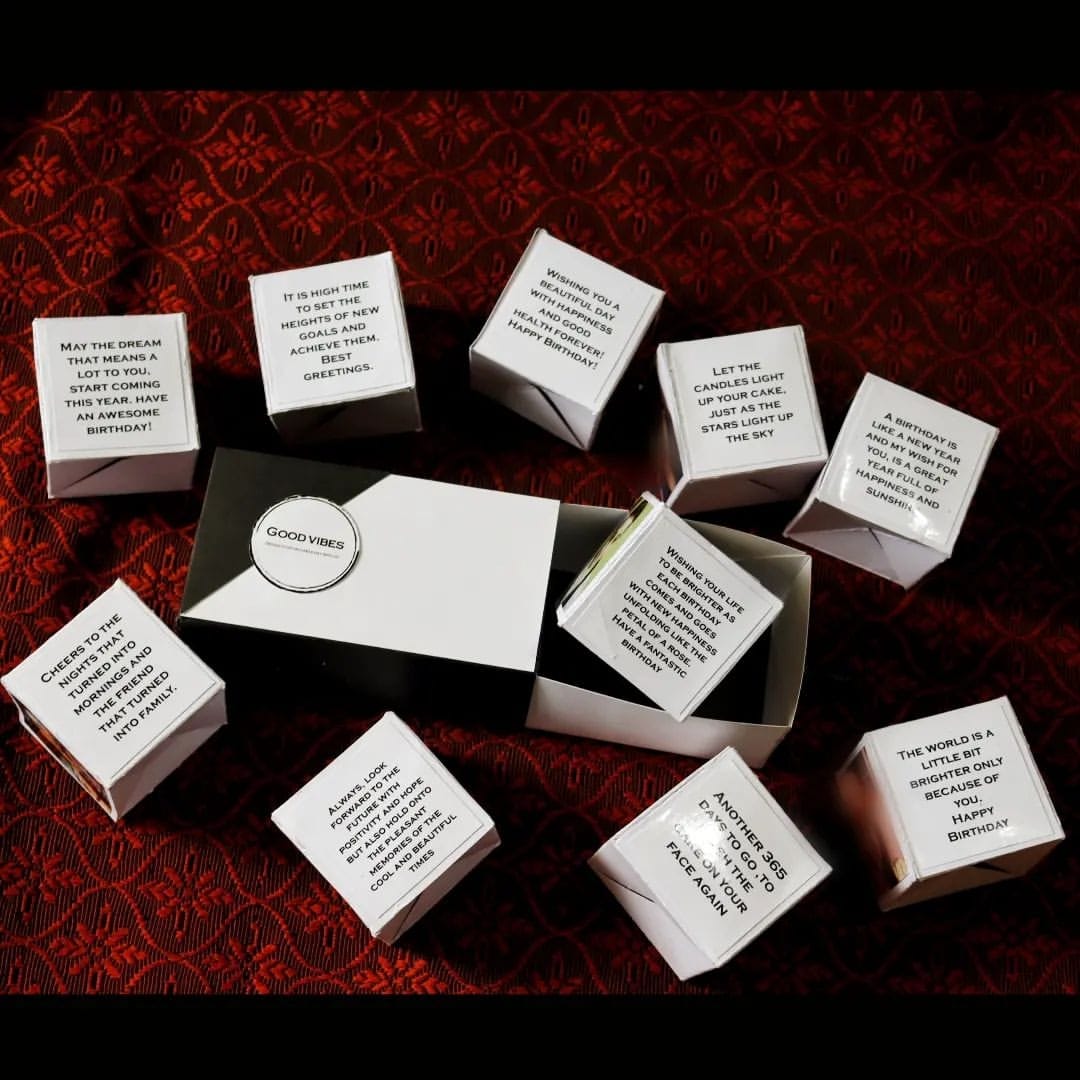 MAY THE DREAM
THAT MEANS A
LOT TO YOU,
START COMING
THIS YEAR. HAVE
AN AWESOME
BIRTHDAY!
IT IS HIGH TIME
TO SET THE
HEIGHTS OF NEW
GOALS AND
ACHIEVE THEM.
BEST
GREETINGS.
WISHING YOU A
BEAUTIFUL DAY
WITH HAPPINESS
AND GOOD
HEALTH FOREVER!
HAPPY BIRTHDAY!
LET THE
CANDLES LIGHT
UP YOUR CAKE,
JUST AS THE
STARS LIGHT UP
THE SKY
A BIRTHDAY IS
LIKE A NEW YEAR
AND MY WISH FOR
YOU, IS A GREAT
YEAR FULL OF
HAPPINESS AND
GOOD VIBES
WISHING YOUR LIFE
TO BE BRIGHTER AS
EACH BIRTHDAY
COMES AND GOES
WITH NEW HAPPINESS
UNFOLDING LIKE THE
PETAL OF A ROSE.
HAVE A FANTASTIC
BIRTHDAY
CHEERS TO THE
NIGHTS THAT
TURNED INTO
MORNINGS AND
THE FRIEND
THAT TURNED
INTO FAMILY.
ALWAYS, LOOK
FORWARD TO THE
FUTURE WITH
POSITIVITY AND HOPE
BUT ALSO HOLD ONTO
THE PLEASANT
MEMORIES OF THE
COOL AND BEAUTIFUL
TIMES
ANOTHER 365
DAYS TO GO ,TO
THE
CAKE ON YOUR
FACE AGAIN
THE WORLD IS A
LITTLE BIT
BRIGHTER ONLY
BECAUSE OF
YOU.
HAPPY
BIRTHDAY